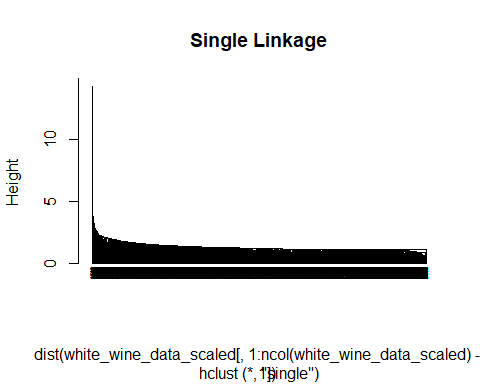 Single Linkage
Height
10
5
0
dist(white_wine_data_scaled[, 1:ncol(white_wine_data_scaled) -
hclust (*, "single")